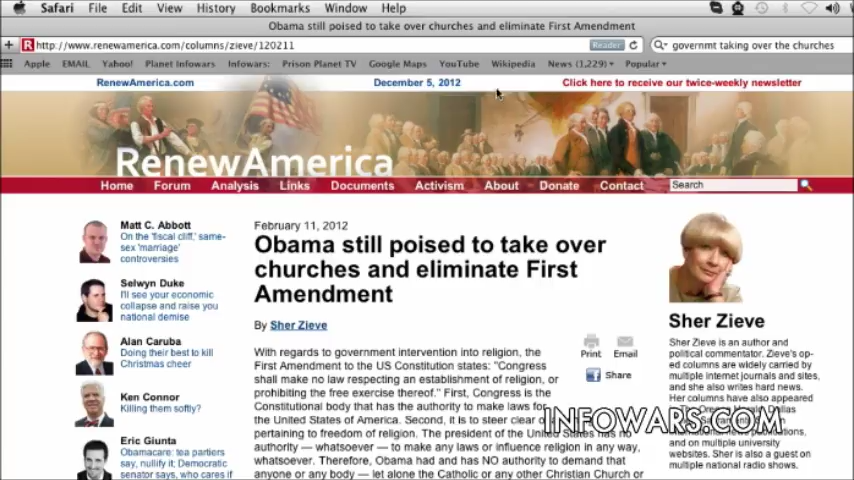 Safari File Edit View History Bookmarks Window Help
Obama still poised to take over churches and eliminate First Amendment
http://www.renewamerica.com/columns/zieve/120211 Reader governmt taking over the churches
Apple EMAIL Yahoo! Planet Infowars Infowars: Prison Planet TV Google Maps YouTube Wikipedia News (1,229) Popular
RenewAmerica.com December 5, 2012 Click here to receive our twice-weekly newsletter
RenewAmerica
Home Forum Analysis Links Documents Activism About Donate Contact Search
Matt C. Abbott
On the 'fiscal cliff,' same-
sex 'marriage'
controversies
Selwyn Duke
I'll see your economic
collapse and raise you
national demise
Alan Caruba
Doing their best to kill
Christmas cheer
Ken Connor
Killing them softly?
Eric Giunta
Obamacare: tea parties
say, nullify it; Democratic
senator says, who cares if
February 11, 2012
Obama still poised to take over
churches and eliminate First
Amendment
By Sher Zieve
Print Email
Share
With regards to government intervention into religion, the
First Amendment to the US Constitution states: "Congress
shall make no law respecting an establishment of religion, or
prohibiting the free exercise thereof." First, Congress is the
Constitutional body that has the authority to make laws for
the United States of America. Second, it is to steer clear of
pertaining to freedom of religion. The president of the United States has no
authority — whatsoever — to make any laws or influence religion in any way,
whatsoever. Therefore, Obama had and has NO authority to demand that
anyone or any body — let alone the Catholic or any other Christian Church or
Sher Zieve
Sher Zieve is an author and
political commentator. Zieve's op-
ed columns are widely carried by
multiple internet journals and sites,
and she also writes hard news.
Her columns have also appeared
Dallas
and on multiple university
websites. Sher is also a guest on
multiple national radio shows.
INFOWARS.COM